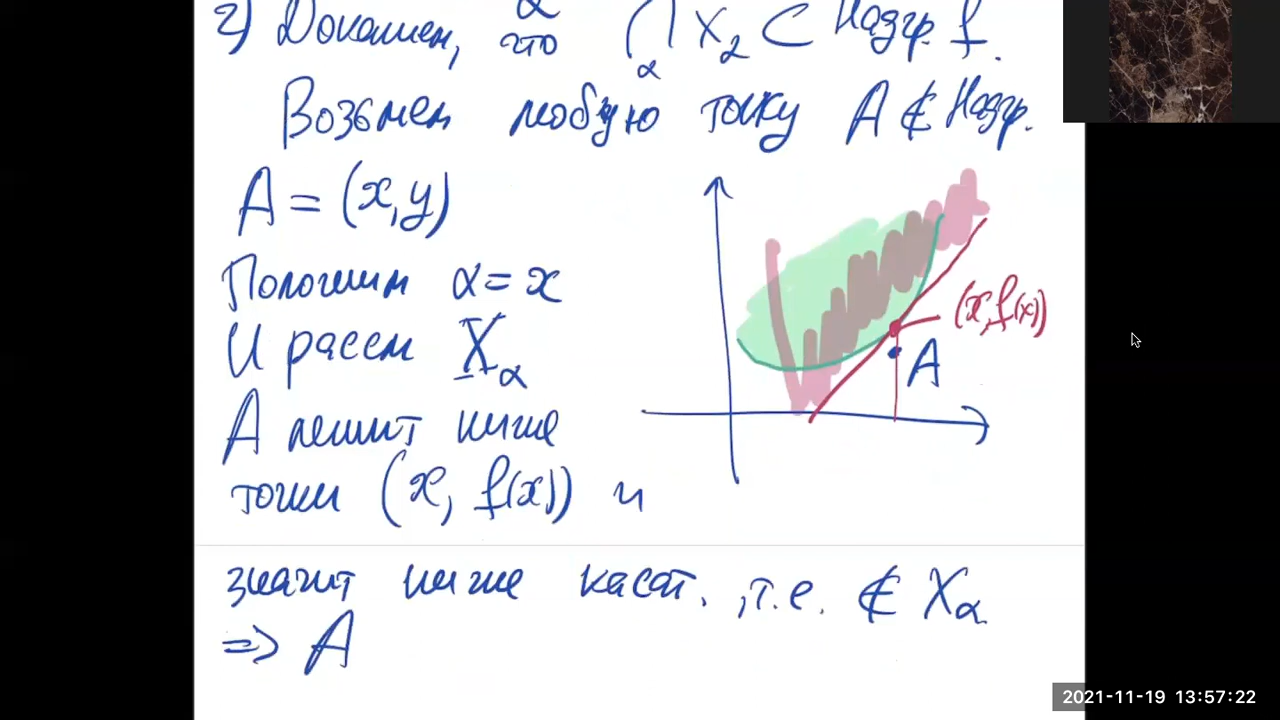 2) Докажем, что ⋂ X_α ⊂ Надгр. f.
α
Возьмем любую точку A ∉ Надгр.
A = (x, y)
Положим α = x
И рассм X_α
A лежит ниже
точки (x, f(x)) и
(x, f(x))
A
значит ниже касат., т.е. ∉ X_α
=> A
2021-11-19 13:57:22